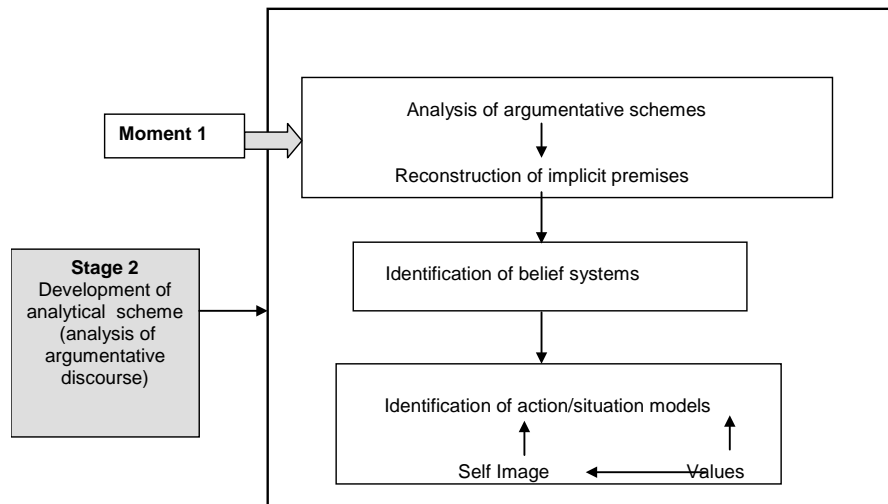 Analysis of argumentative schemes
Moment 1
Reconstruction of implicit premises
Stage 2
Development of
analytical scheme
(analysis of
argumentative
discourse)
Identification of belief systems
Identification of action/situation models
Self Image
Values